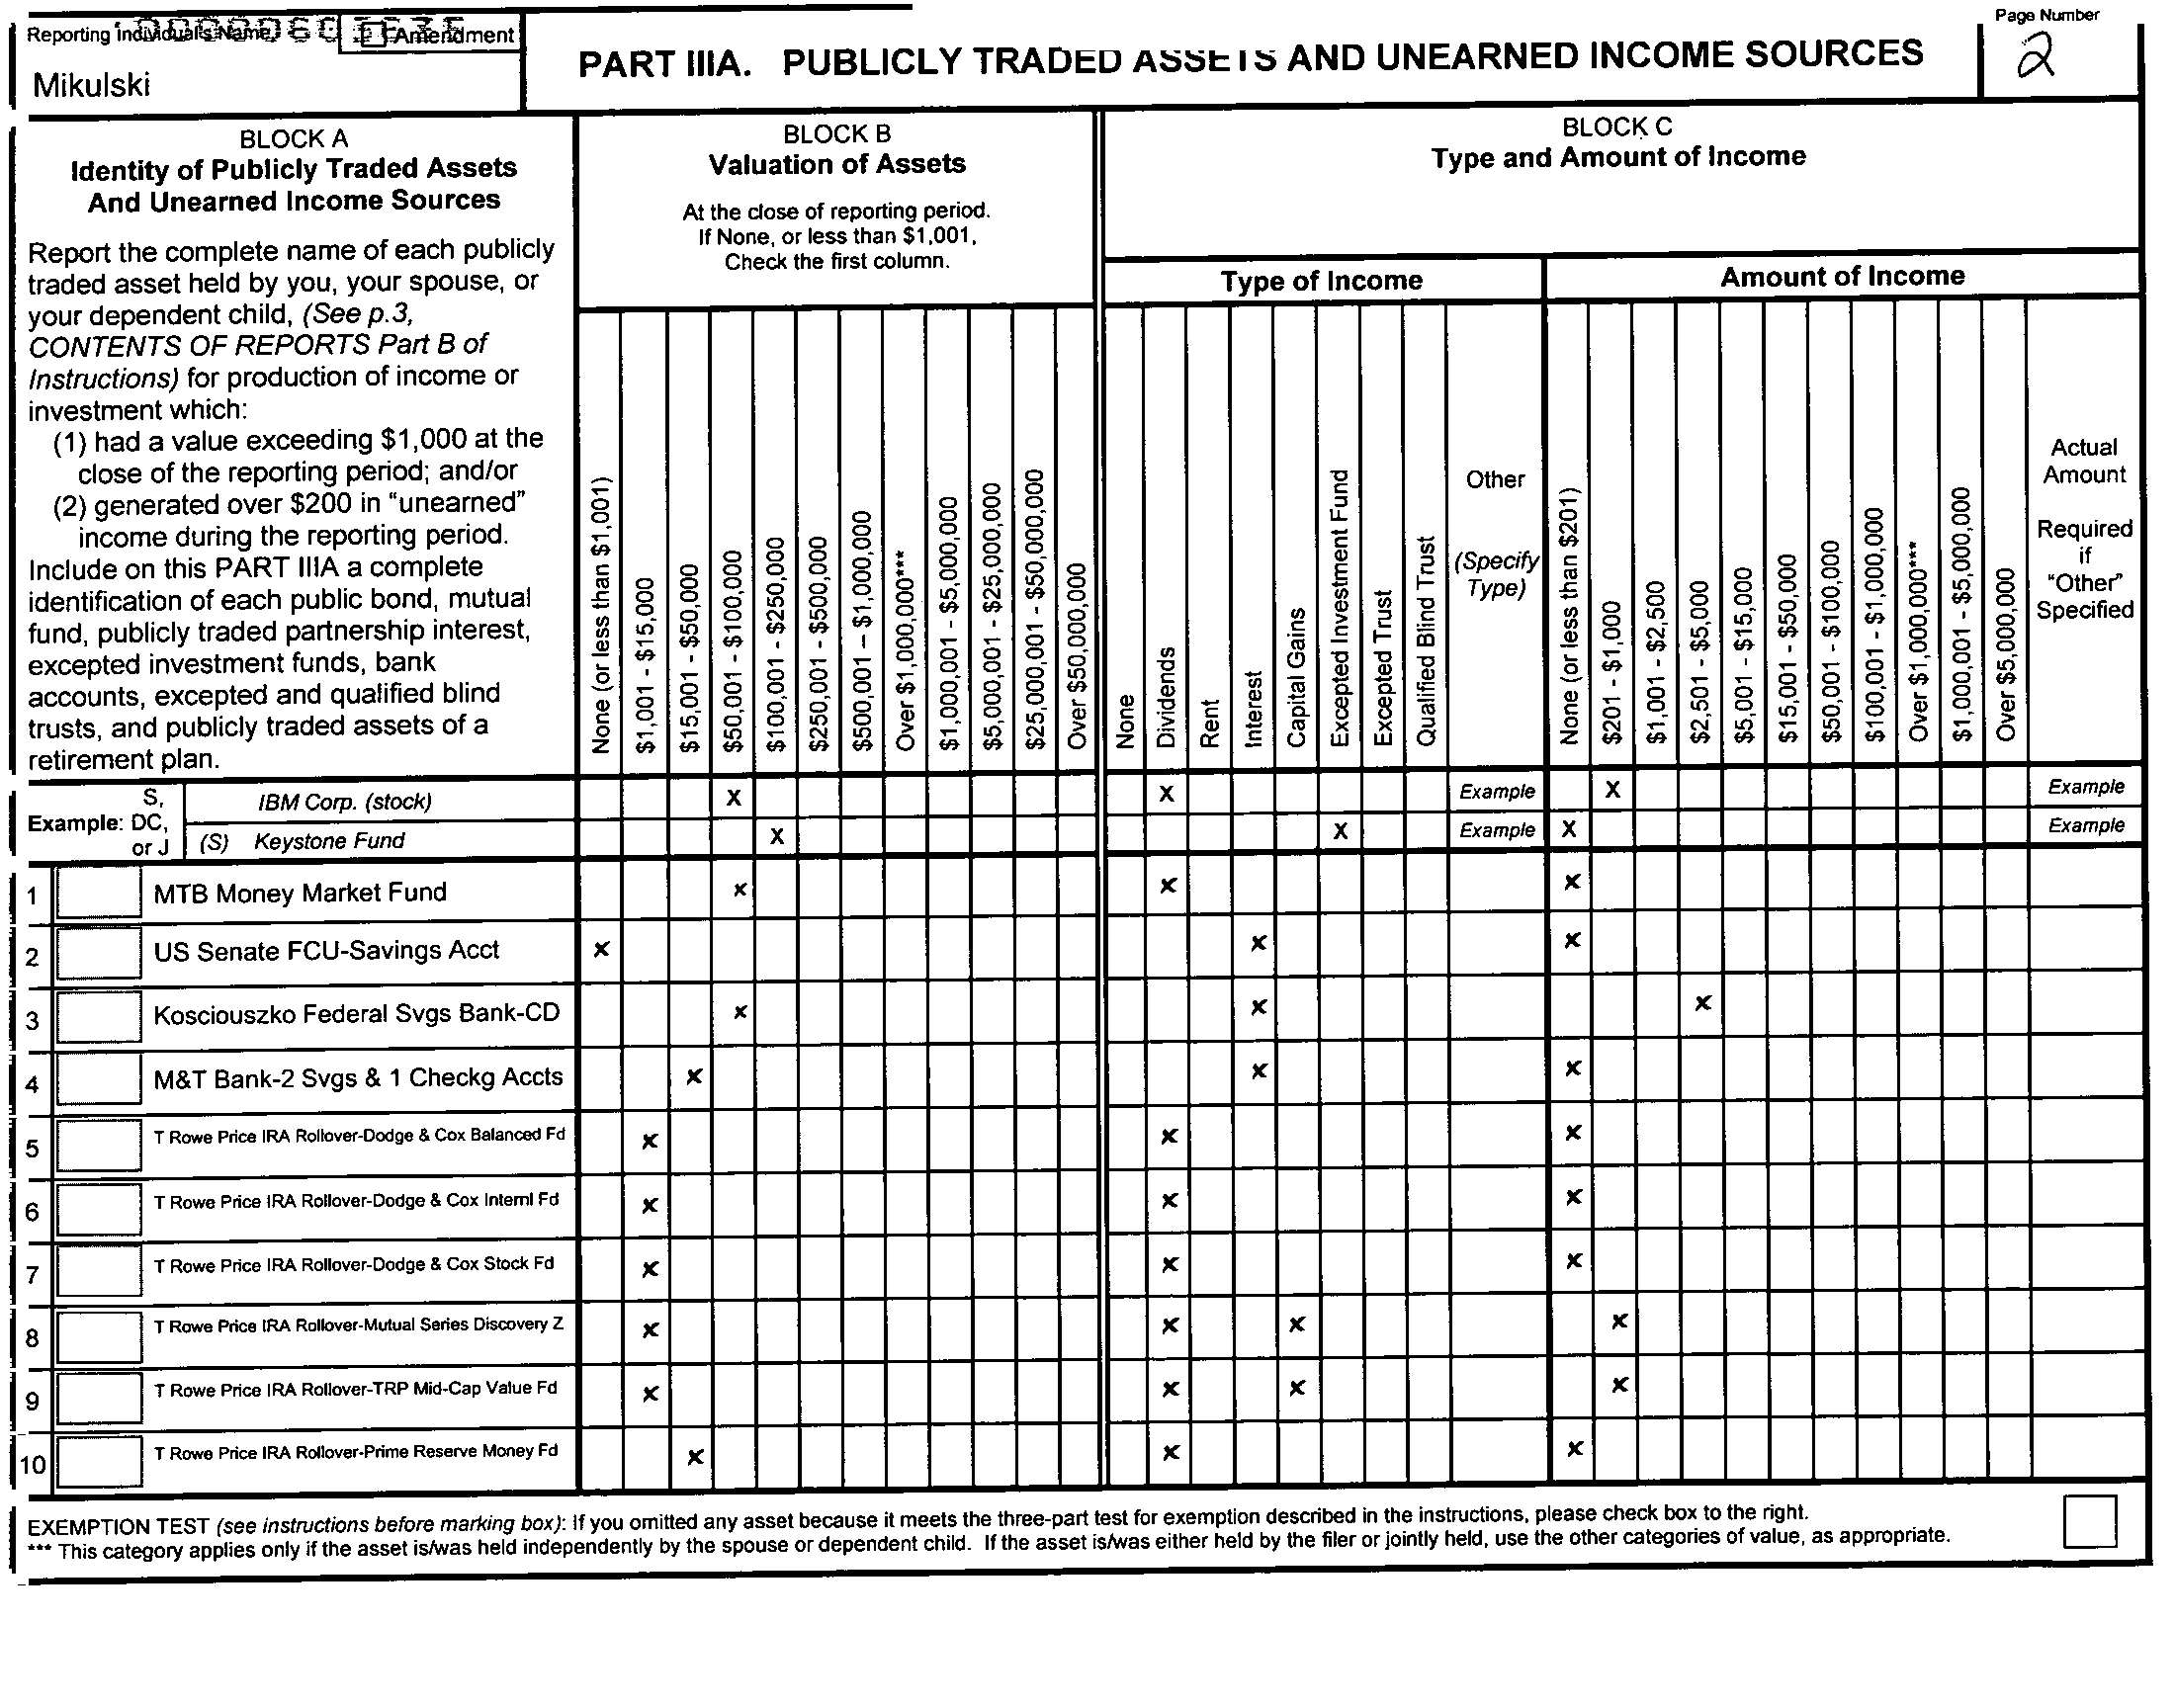 Reporting Individual's Name
Amendment
Mikulski
PART IIIA. PUBLICLY TRADED ASSETS AND UNEARNED INCOME SOURCES
Page Number
2
BLOCK A
Identity of Publicly Traded Assets
And Unearned Income Sources
Report the complete name of each publicly
traded asset held by you, your spouse, or
your dependent child, (See p.3,
CONTENTS OF REPORTS Part B of
Instructions) for production of income or
investment which:
(1) had a value exceeding $1,000 at the
close of the reporting period; and/or
(2) generated over $200 in "unearned"
income during the reporting period.
Include on this PART IIIA a complete
identification of each public bond, mutual
fund, publicly traded partnership interest,
excepted investment funds, bank
accounts, excepted and qualified blind
trusts, and publicly traded assets of a
retirement plan.
BLOCK B
Valuation of Assets
At the close of reporting period.
If None, or less than $1,001,
Check the first column.
None (or less than $1,001)
$1,001 - $15,000
$15,001 - $50,000
$50,001 - $100,000
$100,001 - $250,000
$250,001 - $500,000
$500,001 – $1,000,000
Over $1,000,000***
$1,000,001 - $5,000,000
$5,000,001 - $25,000,000
$25,000,001 - $50,000,000
Over $50,000,000
BLOCK C
Type and Amount of Income
Type of Income
None
Dividends
Rent
Interest
Capital Gains
Excepted Investment Fund
Excepted Trust
Qualified Blind Trust
Other
(Specify
Type)
Amount of Income
None (or less than $201)
$201 - $1,000
$1,001 - $2,500
$2,501 - $5,000
$5,001 - $15,000
$15,001 - $50,000
$50,001 - $100,000
$100,001 - $1,000,000
Over $1,000,000***
$1,000,001 - $5,000,000
Over $5,000,000
Actual
Amount
Required
if
"Other"
Specified
Example: S, DC, or J
IBM Corp. (stock) X X Example X Example
(S) Keystone Fund X X Example X Example
1 MTB Money Market Fund x x x
2 US Senate FCU-Savings Acct x x x
3 Kosciouszko Federal Svgs Bank-CD x x x
4 M&T Bank-2 Svgs & 1 Checkg Accts x x x
5 T Rowe Price IRA Rollover-Dodge & Cox Balanced Fd x x x
6 T Rowe Price IRA Rollover-Dodge & Cox Internl Fd x x x
7 T Rowe Price IRA Rollover-Dodge & Cox Stock Fd x x x
8 T Rowe Price IRA Rollover-Mutual Series Discovery Z x x x x
9 T Rowe Price IRA Rollover-TRP Mid-Cap Value Fd x x x x
10 T Rowe Price IRA Rollover-Prime Reserve Money Fd x x x
EXEMPTION TEST (see instructions before marking box): If you omitted any asset because it meets the three-part test for exemption described in the instructions, please check box to the right.
*** This category applies only if the asset is/was held independently by the spouse or dependent child. If the asset is/was either held by the filer or jointly held, use the other categories of value, as appropriate.